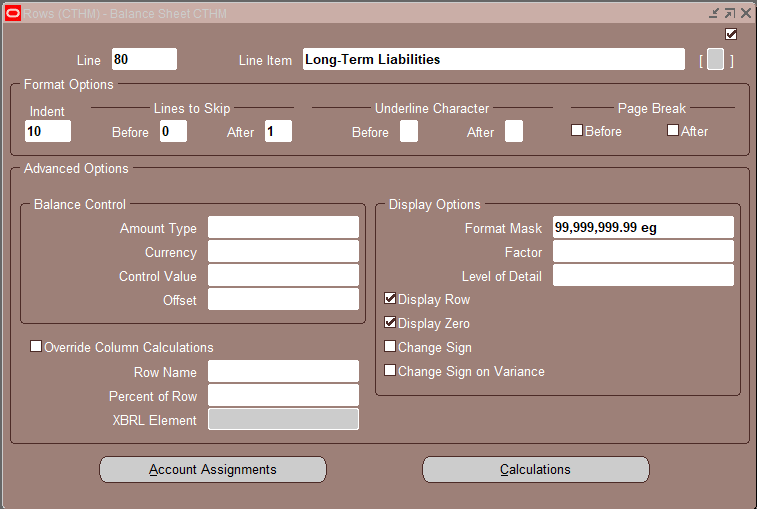 Rows (CTHM) - Balance Sheet CTHM
Line 80 Line Item Long-Term Liabilities [ ]
Format Options
Indent Lines to Skip Underline Character Page Break
10 Before 0 After 1 Before After Before After
Advanced Options
Balance Control Display Options
Amount Type Format Mask 99,999,999.99 eg
Currency Factor
Control Value Level of Detail
Offset Display Row
Display Zero
Override Column Calculations Change Sign
Row Name Change Sign on Variance
Percent of Row
XBRL Element
Account Assignments Calculations